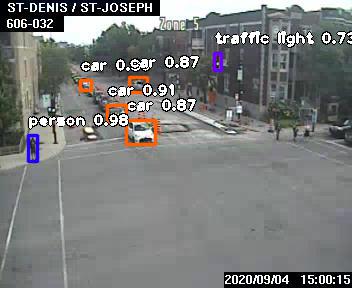 ST-DENIS / ST-JOSEPH
606-032
Zone 5
traffic light 0.73
car 0.9
car 0.87
car 0.91
car 0.87
person 0.98
2020/09/04 15:00:15